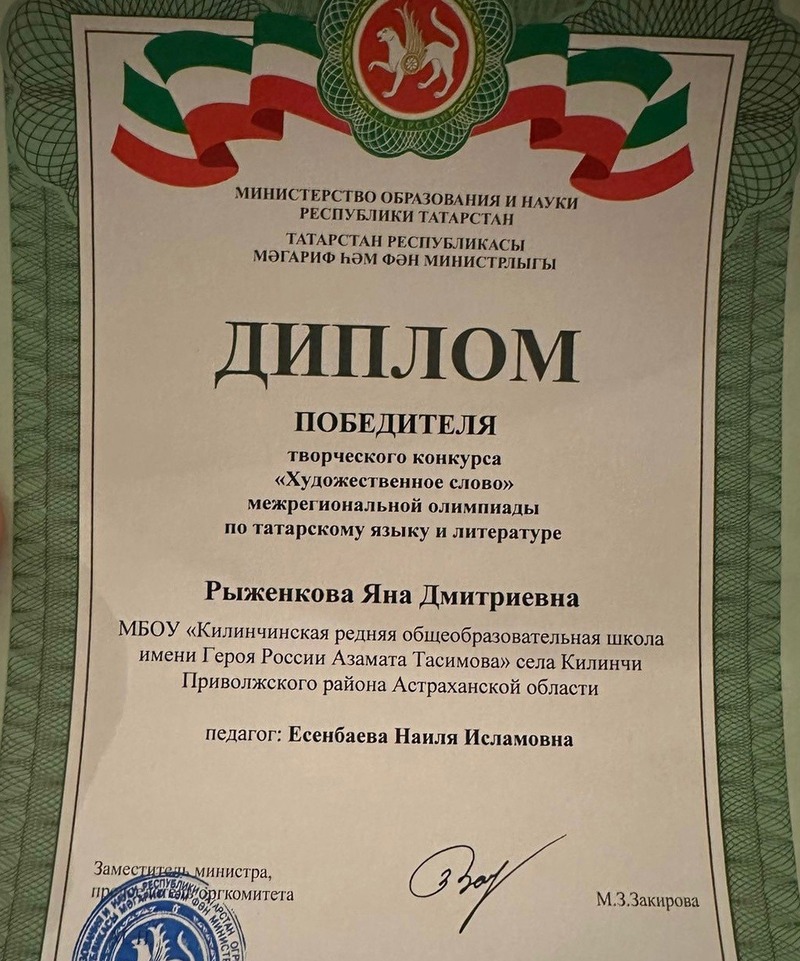 МИНИСТЕРСТВО ОБРАЗОВАНИЯ И НАУКИ
РЕСПУБЛИКИ ТАТАРСТАН
ТАТАРСТАН РЕСПУБЛИКАСЫ
МӘГАРИФ ҺӘМ ФӘН МИНИСТРЛЫГЫ
ДИПЛОМ
ПОБЕДИТЕЛЯ
творческого конкурса
«Художественное слово»
межрегиональной олимпиады
по татарскому языку и литературе
Рыженкова Яна Дмитриевна
МБОУ «Килинчинская редняя общеобразовательная школа
имени Героя России Азамата Тасимова» села Килинчи
Приволжского района Астраханской области
педагог: Есенбаева Наиля Исламовна
Заместитель министра,
оргкомитета
М.З.Закирова